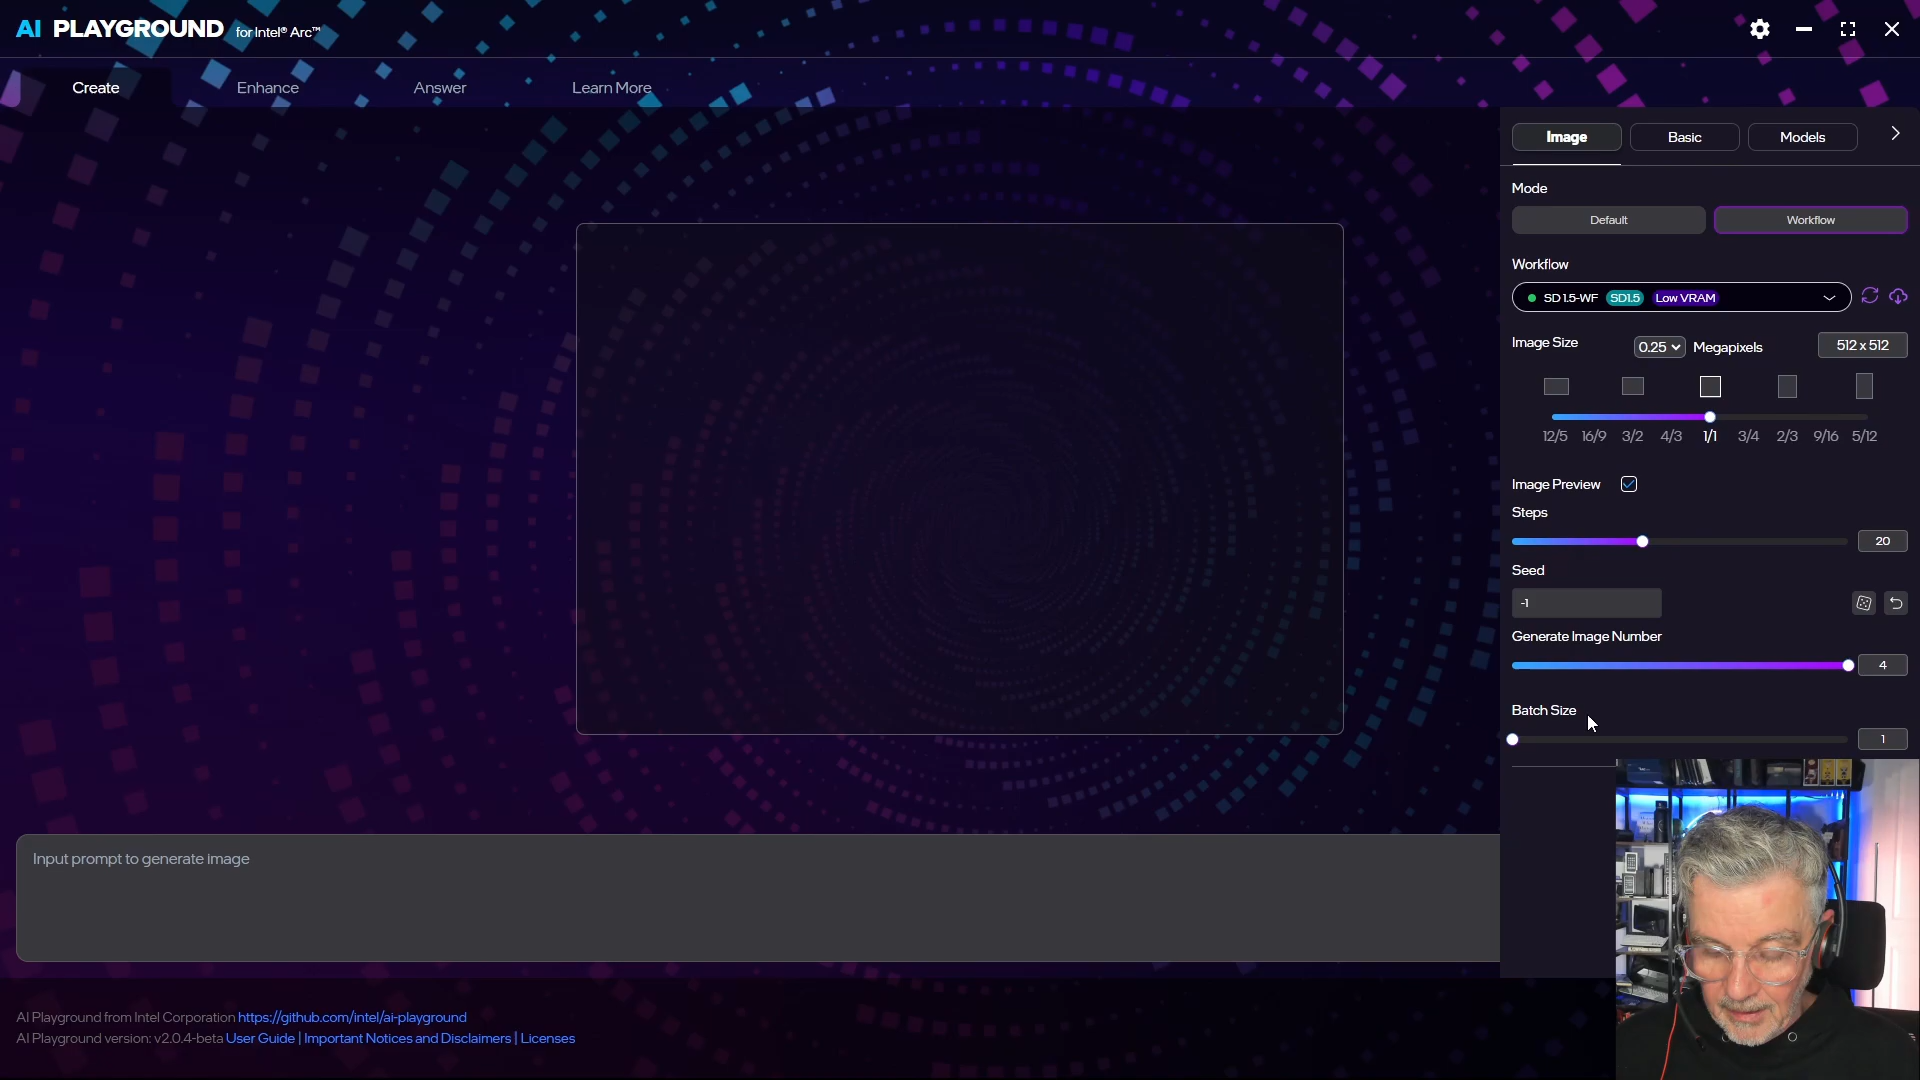 AI PLAYGROUND for Intel® Arc™
Create Enhance Answer Learn More
Image Basic Models
Mode
Default Workflow
Workflow
SD1.5-WF SD1.5 Low VRAM
Image Size 0.25 Megapixels 512 x 512
12/5 16/9 3/2 4/3 1/1 3/4 2/3 9/16 5/12
Image Preview
Steps
20
Seed
-1
Generate Image Number
4
Batch Size
1
Input prompt to generate image
AI Playground from Intel Corporation https://github.com/intel/ai-playground
AI Playground version: v2.0.4-beta User Guide | Important Notices and Disclaimers | Licenses